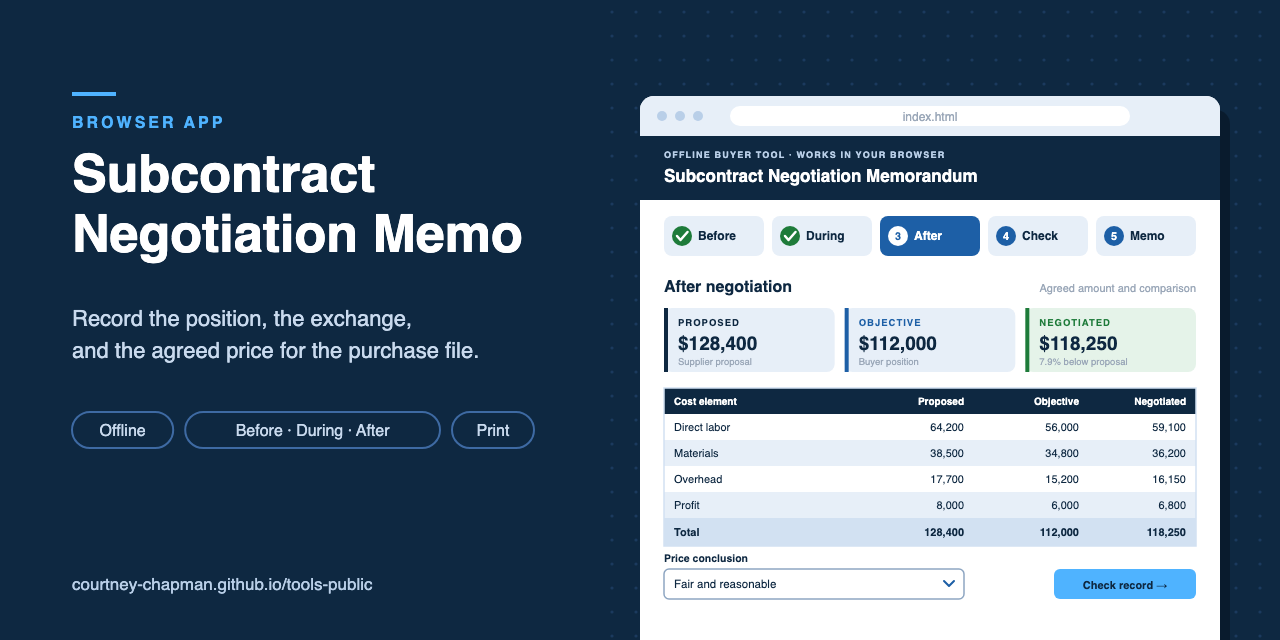 BROWSER APP
Subcontract
Negotiation Memo
Record the position, the exchange,
and the agreed price for the purchase file.
Offline
Before · During · After
Print
courtney-chapman.github.io/tools-public
index.html
OFFLINE BUYER TOOL · WORKS IN YOUR BROWSER
Subcontract Negotiation Memorandum
Before
During
3 After
4 Check
5 Memo
After negotiation
Agreed amount and comparison
PROPOSED
$128,400
Supplier proposal
OBJECTIVE
$112,000
Buyer position
NEGOTIATED
$118,250
7.9% below proposal
Cost element Proposed Objective Negotiated
Direct labor 64,200 56,000 59,100
Materials 38,500 34,800 36,200
Overhead 17,700 15,200 16,150
Profit 8,000 6,000 6,800
Total 128,400 112,000 118,250
Price conclusion
Fair and reasonable
Check record →